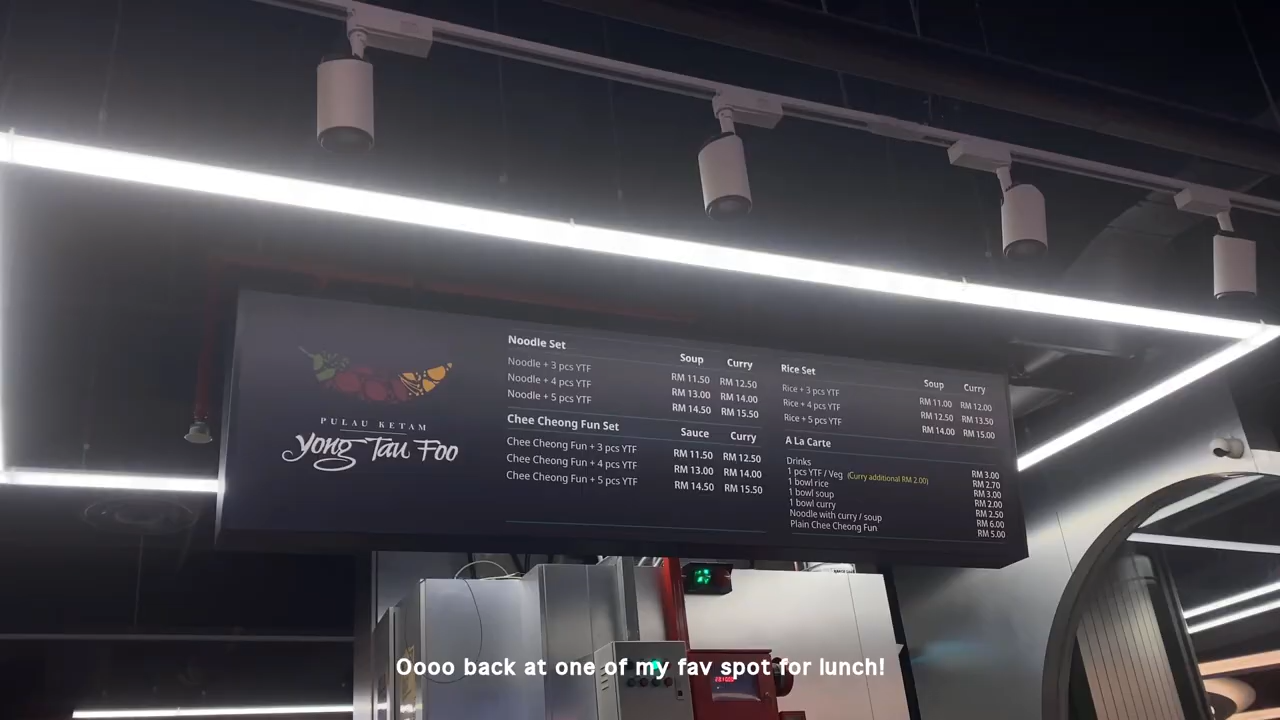 PULAU KETAM
Yong Tau Foo
Noodle Set
Soup Curry
Noodle + 3 pcs YTF RM 11.50 RM 12.50
Noodle + 4 pcs YTF RM 13.00 RM 14.00
Noodle + 5 pcs YTF RM 14.50 RM 15.50
Chee Cheong Fun Set Sauce Curry
Chee Cheong Fun + 3 pcs YTF RM 11.50 RM 12.50
Chee Cheong Fun + 4 pcs YTF RM 13.00 RM 14.00
Chee Cheong Fun + 5 pcs YTF RM 14.50 RM 15.50
Rice Set Soup Curry
Rice + 3 pcs YTF RM 11.00 RM 12.00
Rice + 4 pcs YTF RM 12.50 RM 13.50
Rice + 5 pcs YTF RM 14.00 RM 15.00
A La Carte
Drinks RM 3.00
1 pcs YTF / Veg (Curry additional RM 2.00) RM 2.70
1 bowl rice RM 3.00
1 bowl soup RM 2.00
1 bowl curry RM 2.50
Noodle with curry / soup RM 6.00
Plain Chee Cheong Fun RM 5.00
Oooo back at one of my fav spot for lunch!